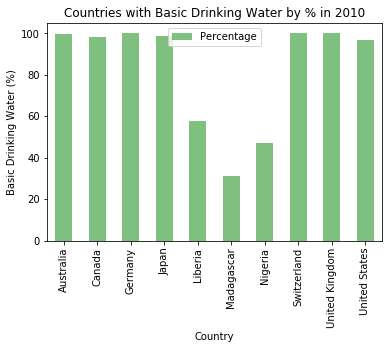 Countries with Basic Drinking Water by % in 2010
Percentage
100
80
60
40
20
0
Basic Drinking Water (%)
Australia
Canada
Germany
Japan
Liberia
Madagascar
Nigeria
Switzerland
United Kingdom
United States
Country